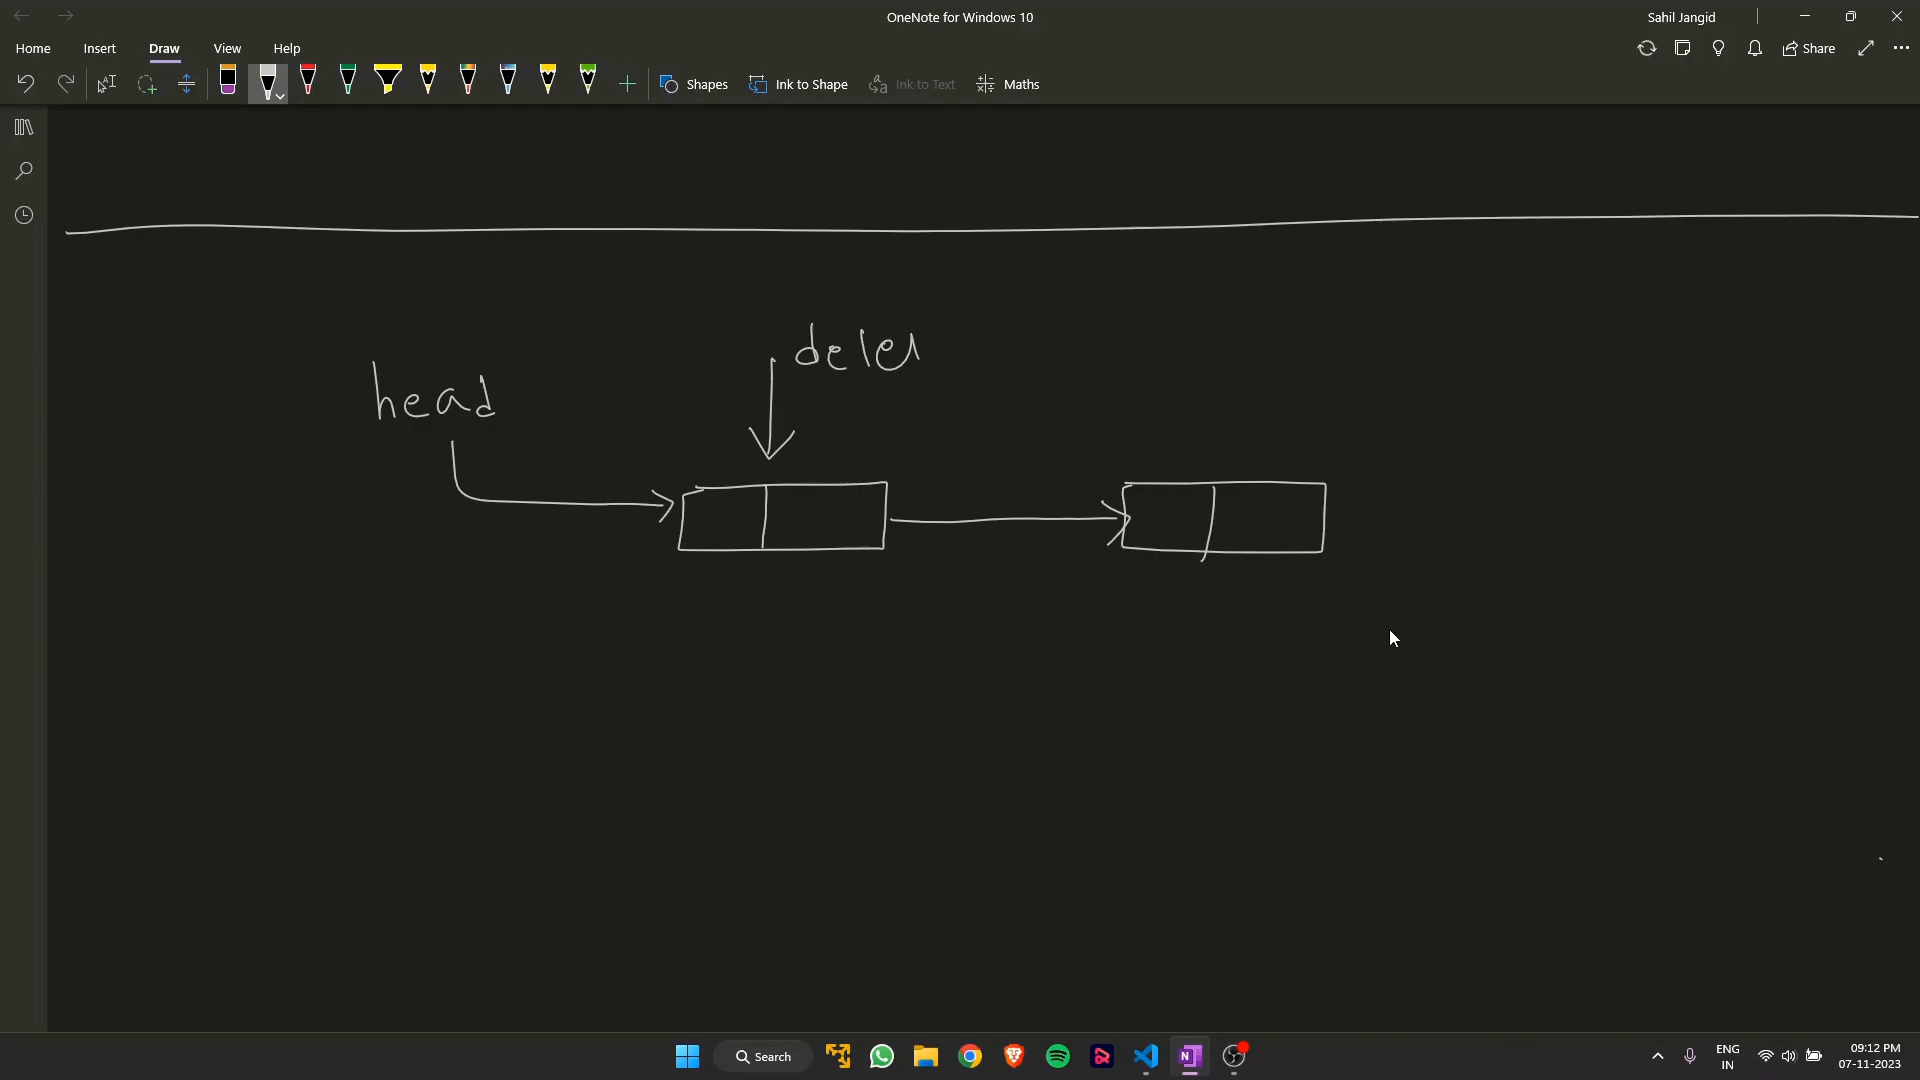 OneNote for Windows 10
Sahil Jangid
Home Insert Draw View Help
Share
Shapes Ink to Shape Ink to Text Maths
delet
head
Search
ENG
IN
09:12 PM
07-11-2023